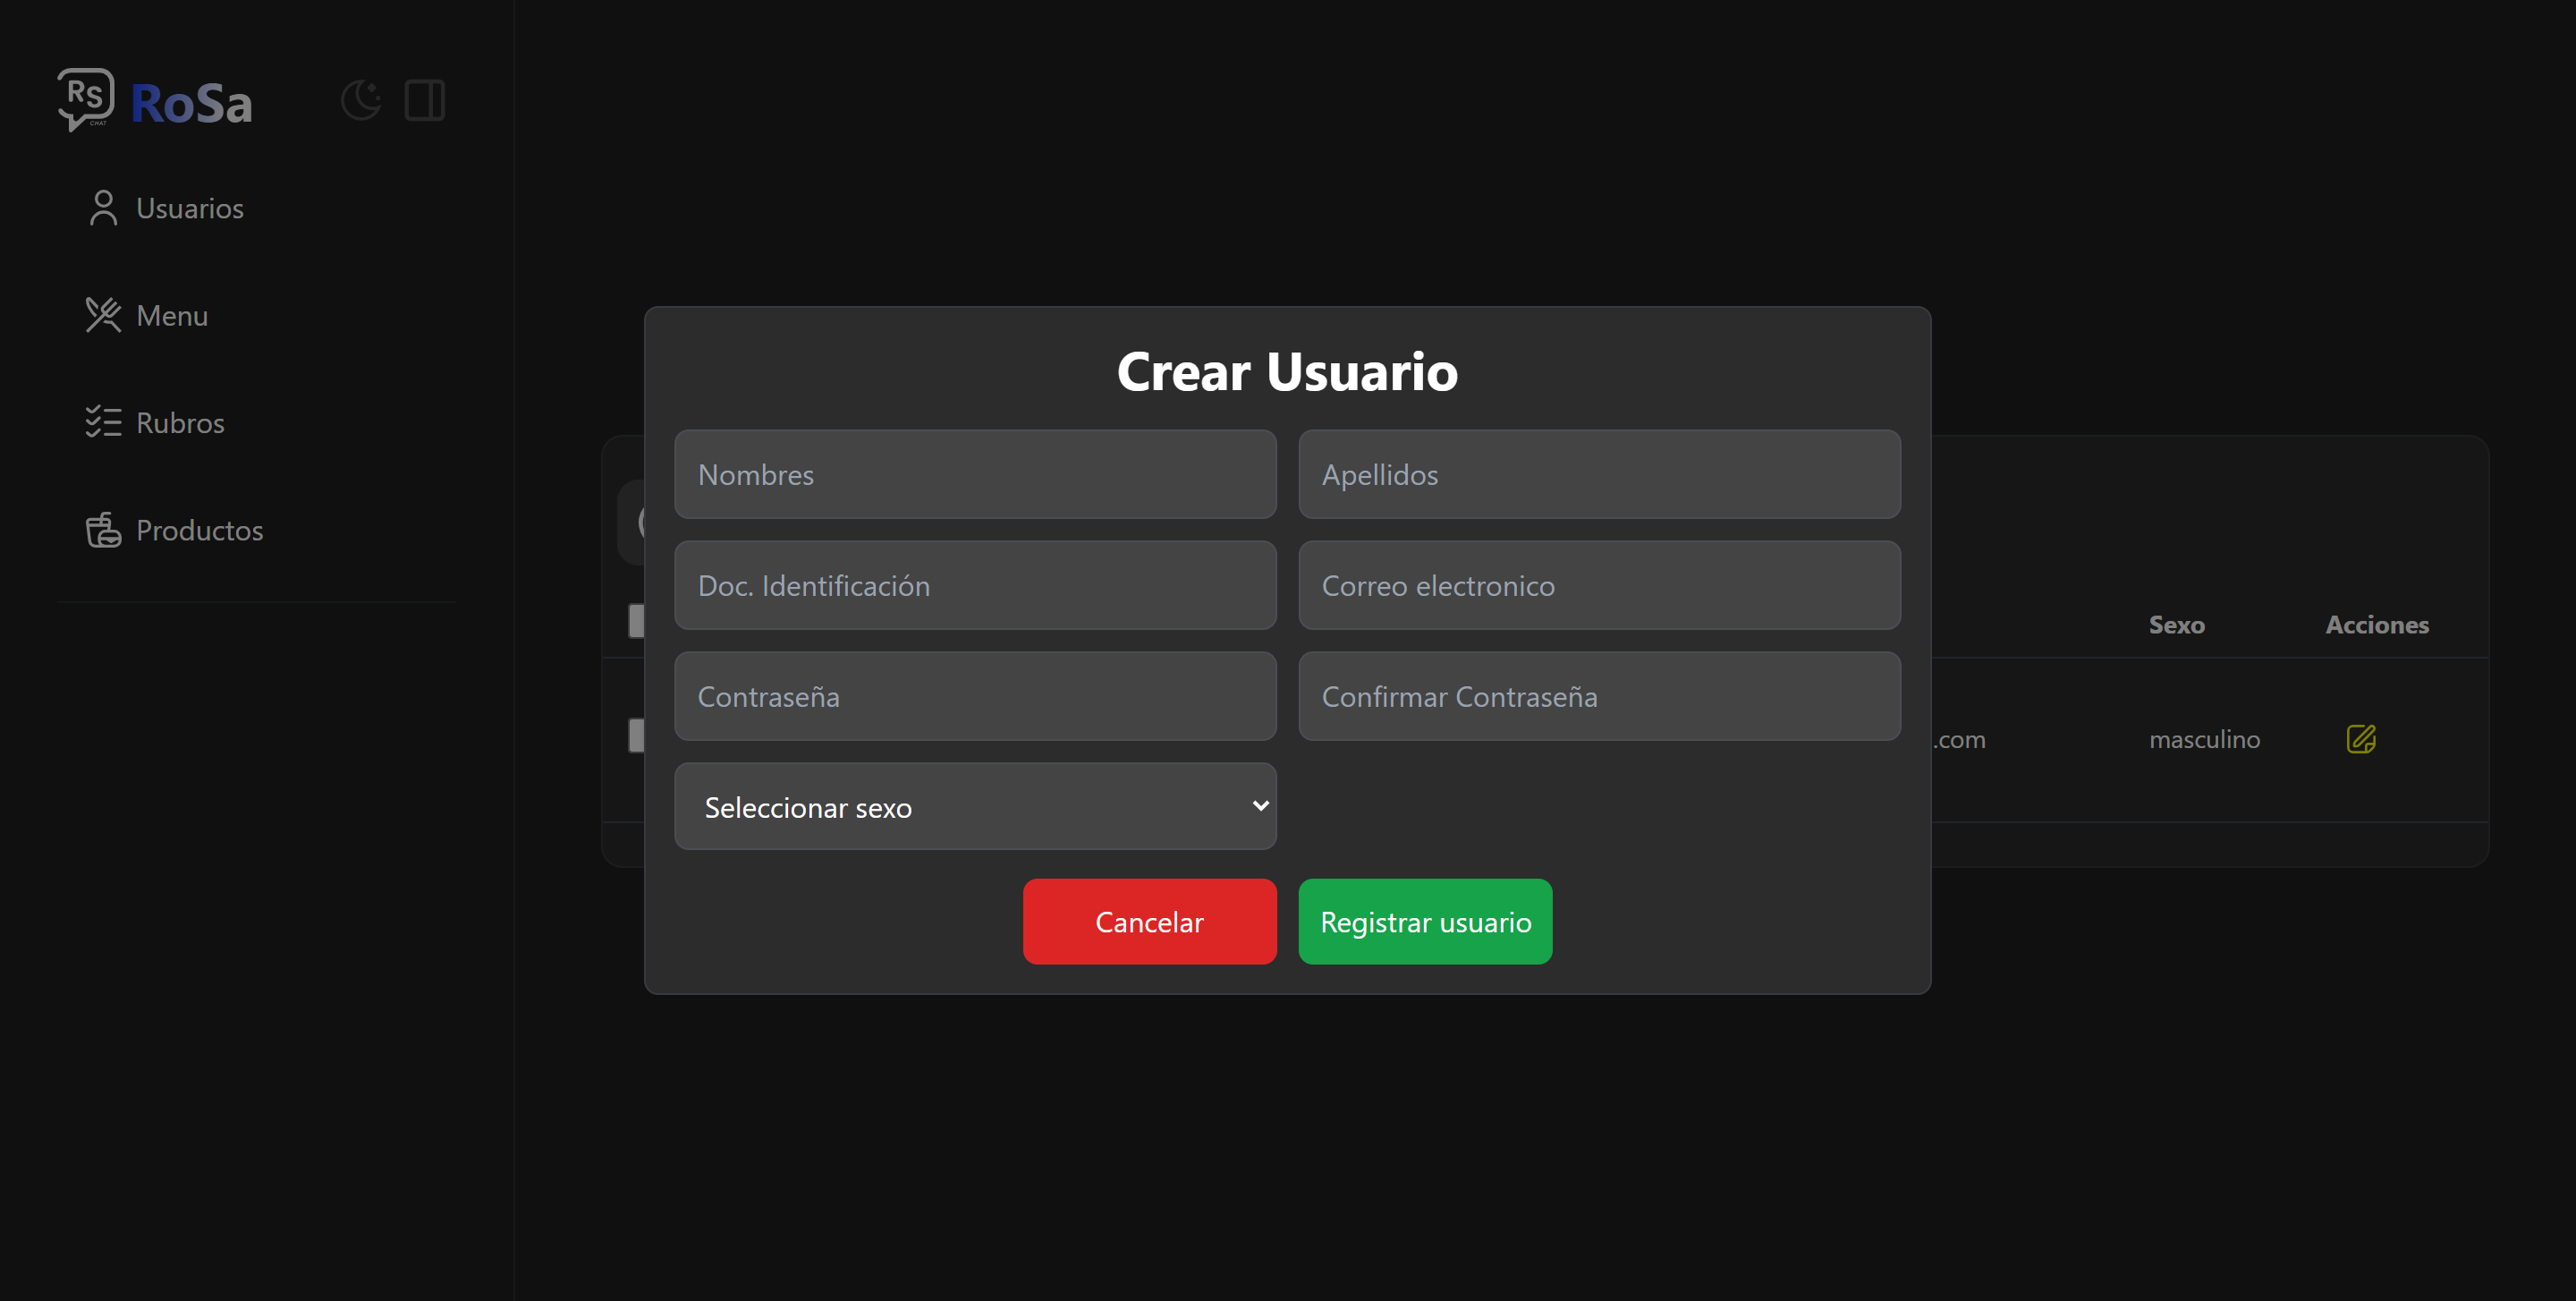 RS
CHAT
RoSa
Usuarios
Menu
Rubros
Productos
Crear Usuario
Nombres
Apellidos
Doc. Identificación
Correo electronico
Contraseña
Confirmar Contraseña
Seleccionar sexo
Cancelar
Registrar usuario
Sexo
Acciones
.com
masculino